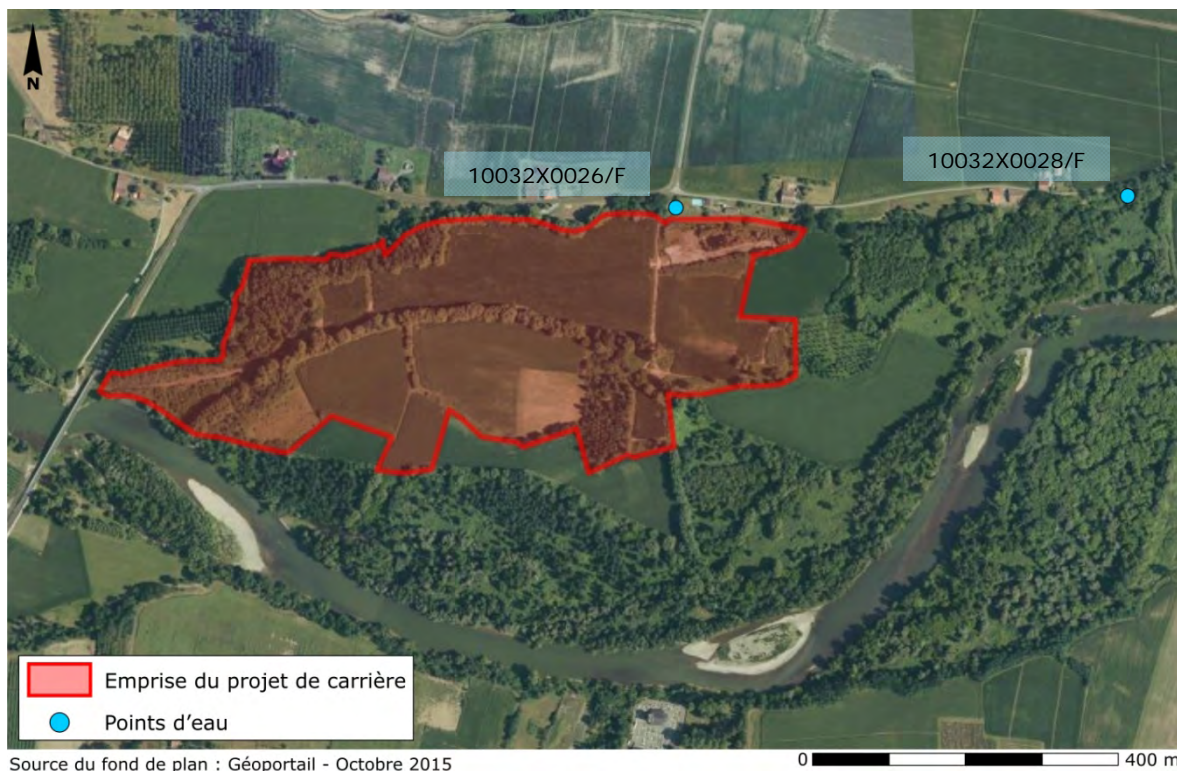 N
10032X0026/F
10032X0028/F
Emprise du projet de carrière
Points d'eau
Source du fond de plan : Géoportail - Octobre 2015
0 400 m